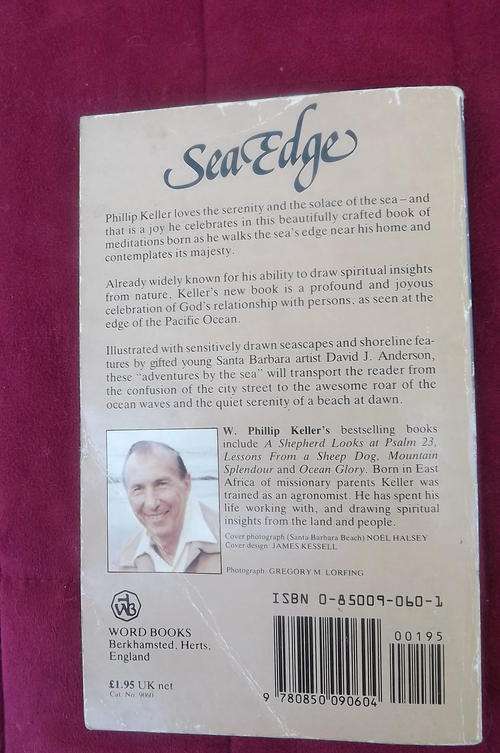 Sea Edge
Phillip Keller loves the serenity and the solace of the sea – and
that is a joy he celebrates in this beautifully crafted book of
meditations born as he walks the sea's edge near his home and
contemplates its majesty.
Already widely known for his ability to draw spiritual insights
from nature, Keller's new book is a profound and joyous
celebration of God's relationship with persons, as seen at the
edge of the Pacific Ocean.
Illustrated with sensitively drawn seascapes and shoreline fea-
tures by gifted young Santa Barbara artist David J. Anderson,
these "adventures by the sea" will transport the reader from
the confusion of the city street to the awesome roar of the
ocean waves and the quiet serenity of a beach at dawn.
W. Phillip Keller's bestselling books
include A Shepherd Looks at Psalm 23,
Lessons From a Sheep Dog, Mountain
Splendour and Ocean Glory. Born in East
Africa of missionary parents Keller was
trained as an agronomist. He has spent his
life working with, and drawing spiritual
insights from the land and people.
Cover photograph (Santa Barbara Beach) NOEL HALSEY
Cover design: JAMES KESSELL
Photograph: GREGORY M. LORFING
WB
WORD BOOKS
Berkhamsted, Herts,
England
£1.95 UK net
Cat. No. 9060
ISBN 0-85009-060-1
00195
9 780850 090604